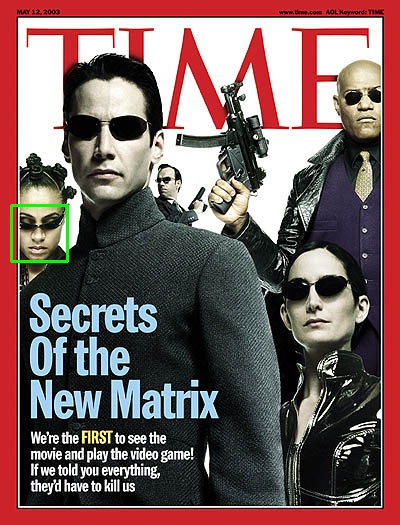 MAY 12, 2003 www.time.com AOL Keyword: TIME
TIME
Secrets
Of the
New Matrix
We're the FIRST to see the
movie and play the video game!
If we told you everything,
they'd have to kill us